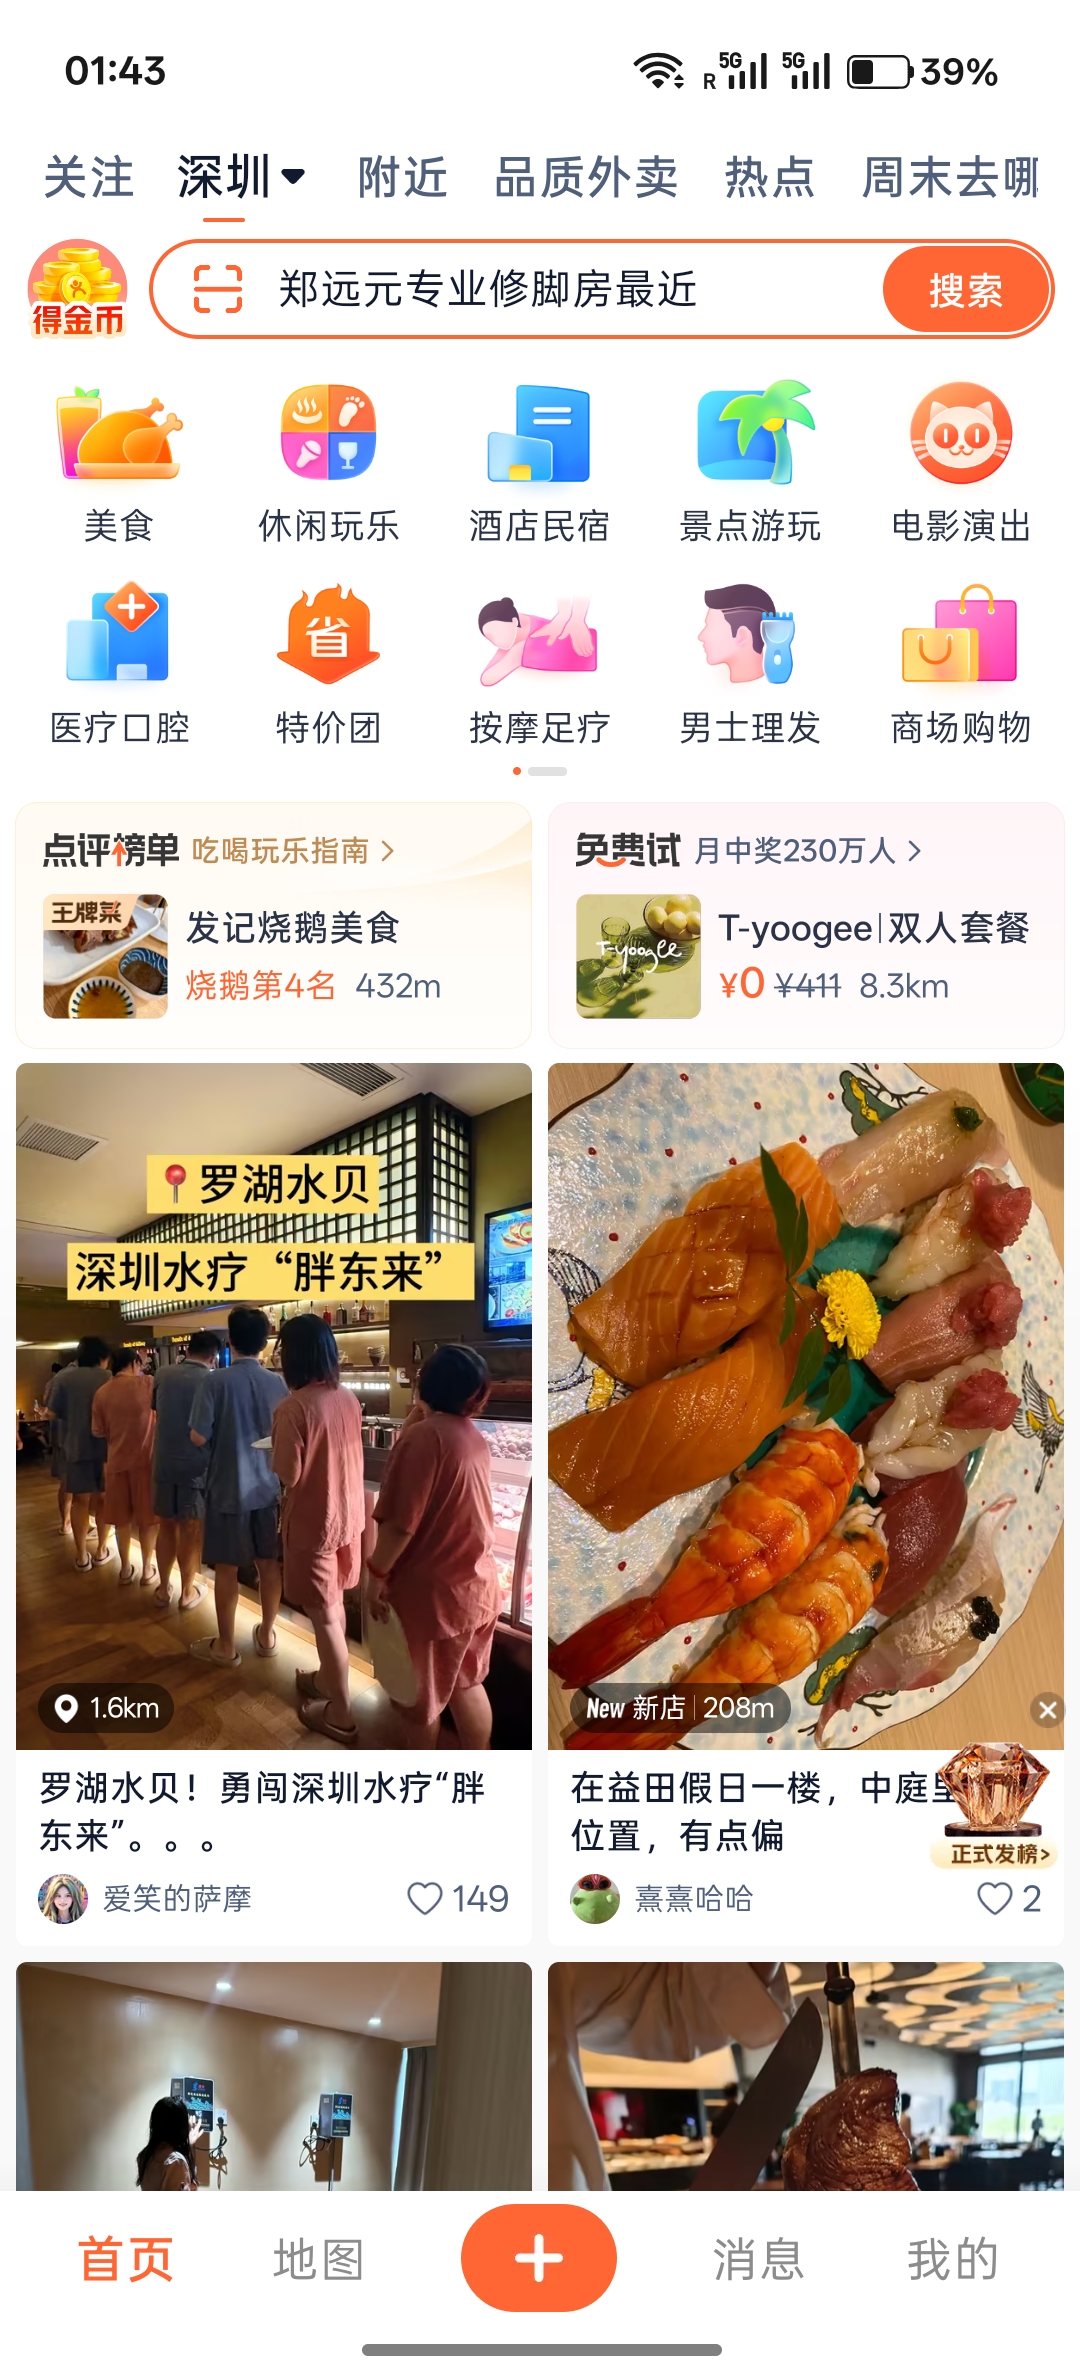 01:43
R 5G 5G 39%
关注 深圳 附近 品质外卖 热点 周末去哪
得金币
郑远元专业修脚房最近 搜索
美食 休闲玩乐 酒店民宿 景点游玩 电影演出
省
医疗口腔 特价团 按摩足疗 男士理发 商场购物
点评榜单 吃喝玩乐指南
王牌菜
发记烧鹅美食
烧鹅第4名 432m
免费试 月中奖230万人
T-yoogee
T-yoogee|双人套餐
¥0 ¥411 8.3km
罗湖水贝
深圳水疗“胖东来”
1.6km
罗湖水贝！勇闯深圳水疗“胖
东来”。。。
爱笑的萨摩 149
New 新店 208m
在益田假日一楼，中庭
位置，有点偏
正式发榜>
熹熹哈哈 2
首页 地图 消息 我的